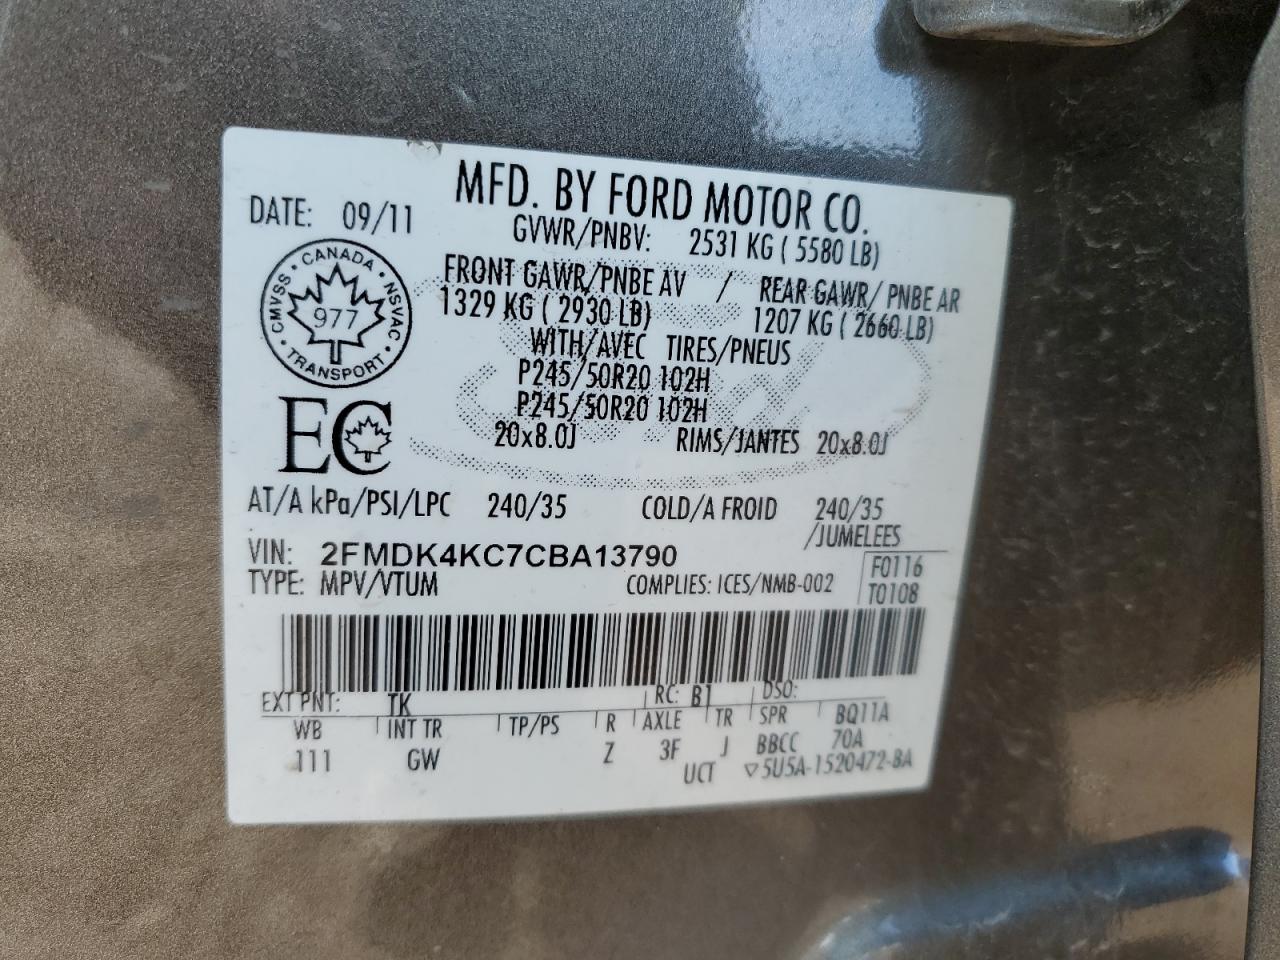 MFD. BY FORD MOTOR CO.
DATE: 09/11
GVWR/PNBV: 2531 KG ( 5580 LB)
FRONT GAWR/PNBE AV / REAR GAWR/ PNBE AR
1329 KG ( 2930 LB) 1207 KG ( 2660 LB)
WITH/AVEC TIRES/PNEUS
P245/50R20 102H
P245/50R20 102H
20x8.0J RIMS/JANTES 20x8.0J
CMVSS · CANADA · NSVAC · TRANSPORT ·
977
EC
AT/A kPa/PSI/LPC 240/35 COLD/A FROID 240/35
/JUMELEES
VIN: 2FMDK4KC7CBA13790
TYPE: MPV/VTUM COMPLIES: ICES/NMB-002
F0116
T0108
EXT PNT: TK RC: B1 DSO:
WB INT TR TP/PS R AXLE TR SPR BQ11A
111 GW Z 3F J BBCC 70A
UCT ▽5U5A-1520472-BA